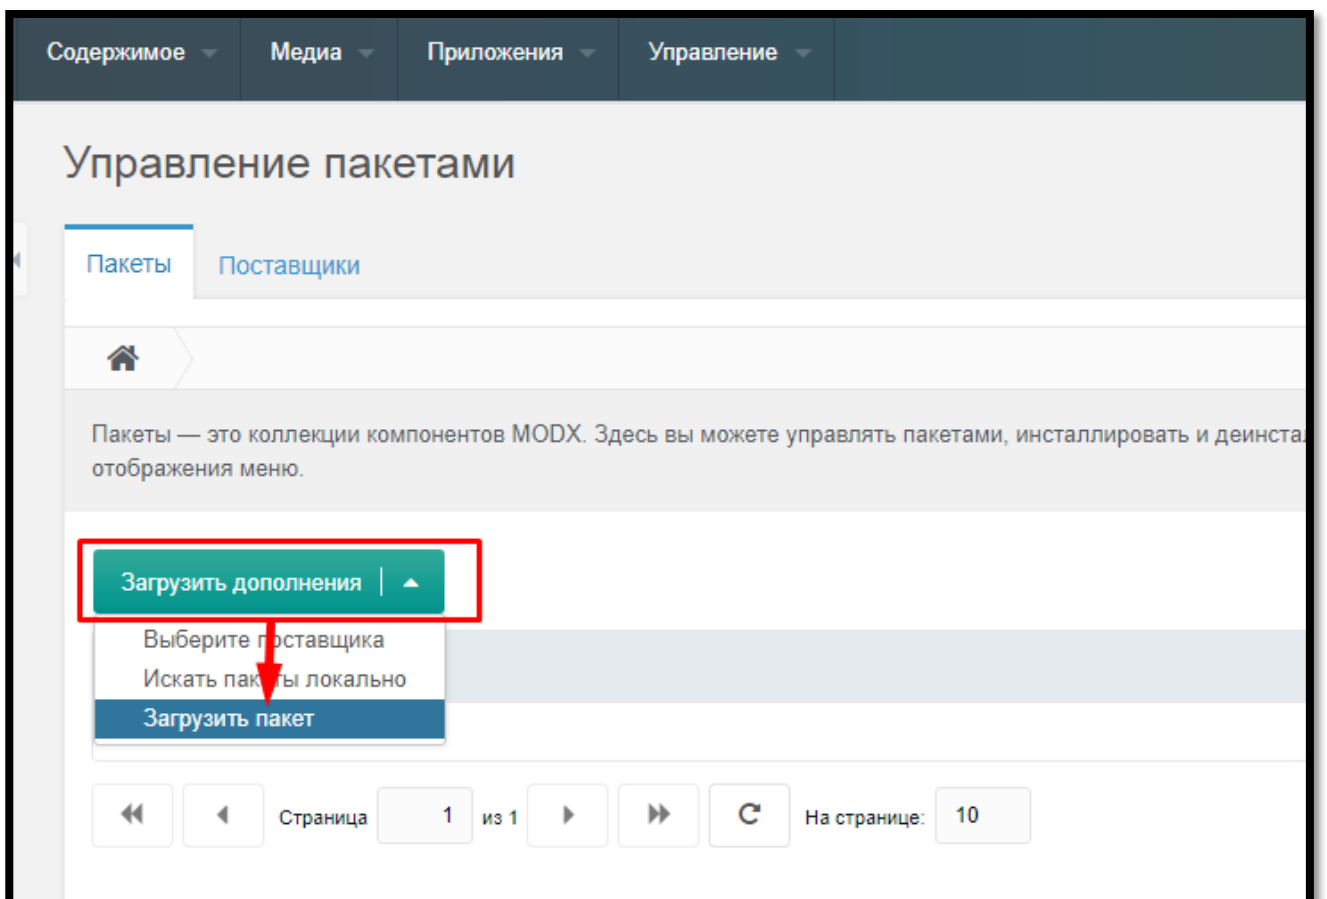 Содержимое Медиа Приложения Управление
Управление пакетами
Пакеты Поставщики
Пакеты — это коллекции компонентов MODX. Здесь вы можете управлять пакетами, инсталлировать и деинста
отображения меню.
Загрузить дополнения
Выберите поставщика
Искать пакеты локально
Загрузить пакет
Страница 1 из 1 На странице: 10